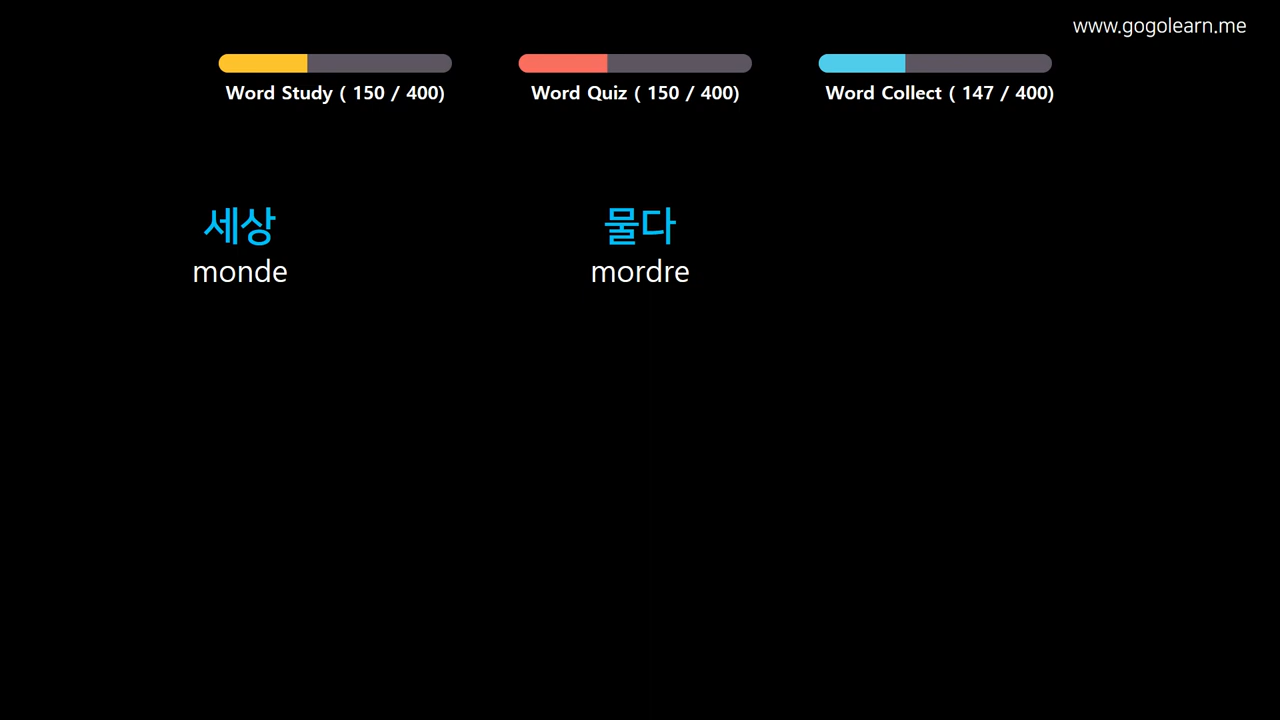 www.gogolearn.me
Word Study ( 150 / 400)
Word Quiz ( 150 / 400)
Word Collect ( 147 / 400)
세상
monde
물다
mordre